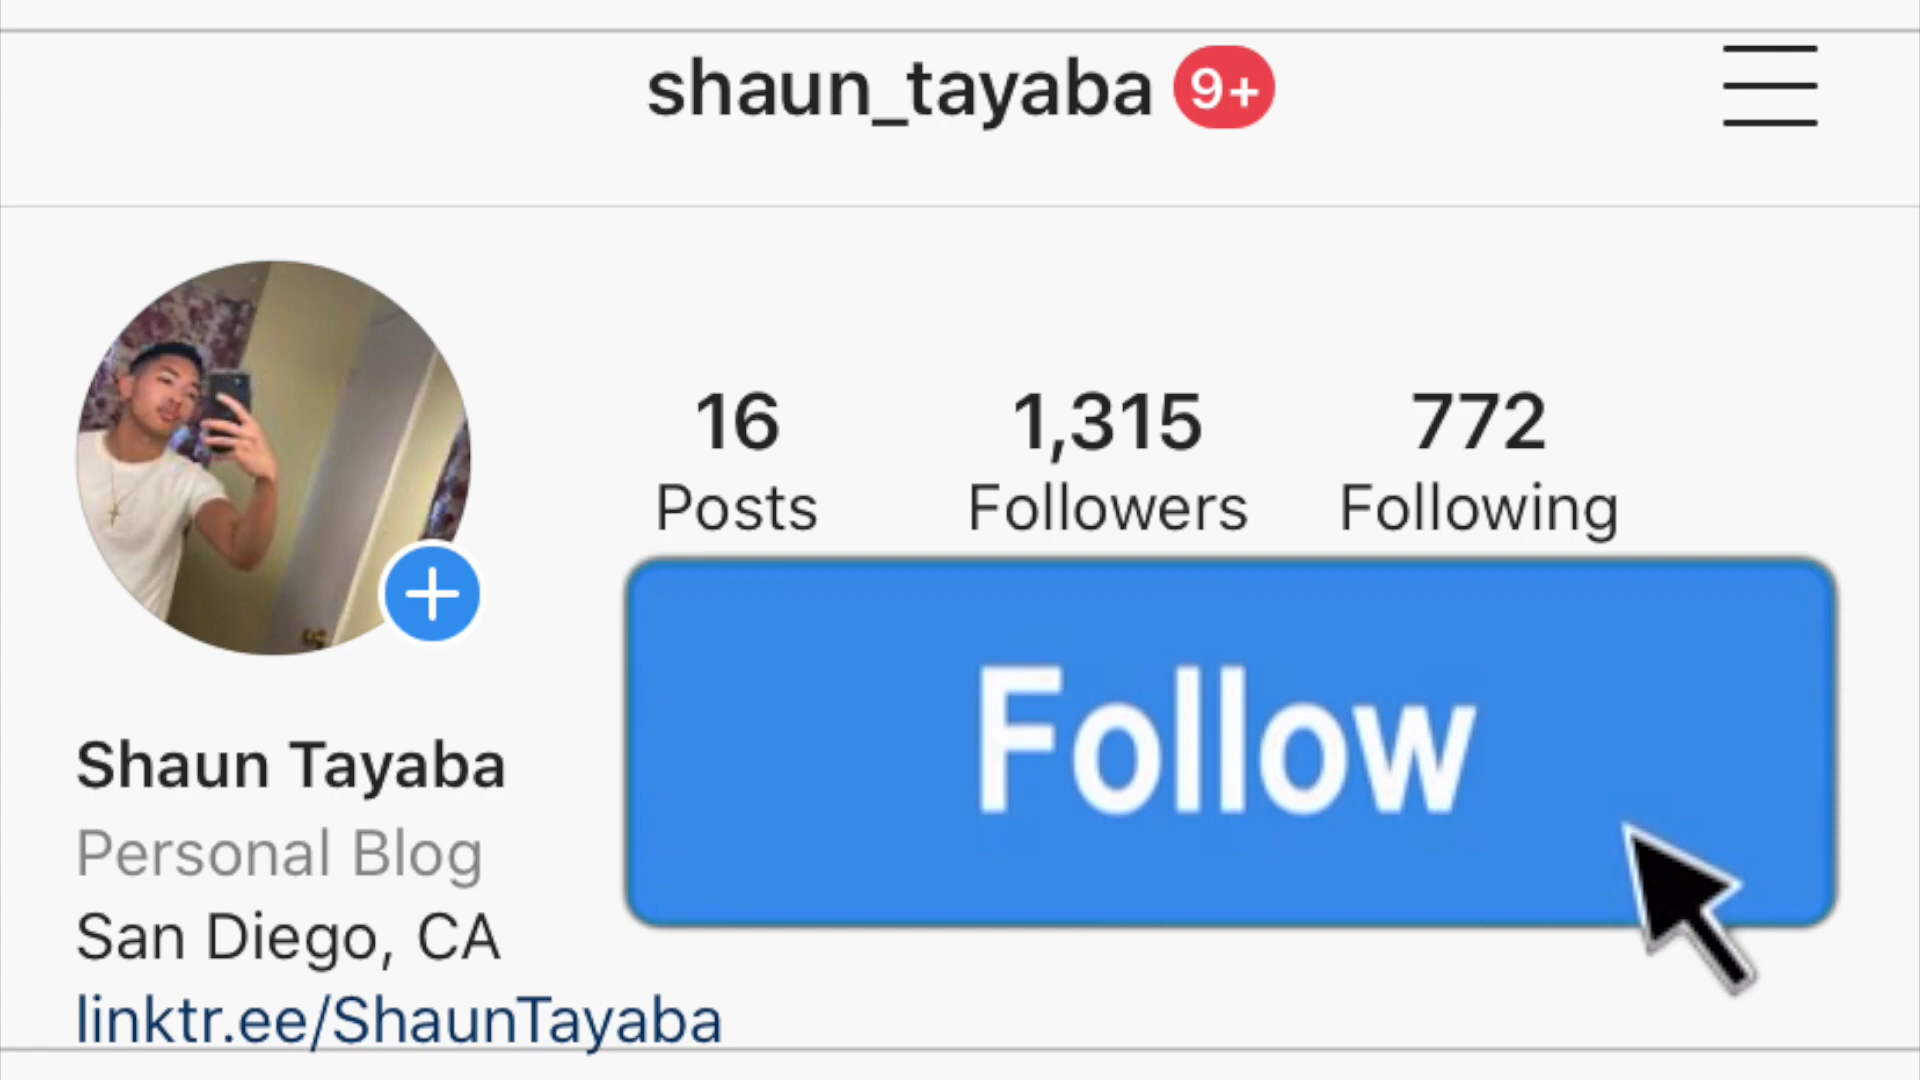 shaun_tayaba 9+
16 1,315 772
Posts Followers Following
Follow
Shaun Tayaba
Personal Blog
San Diego, CA
linktr.ee/ShaunTayaba